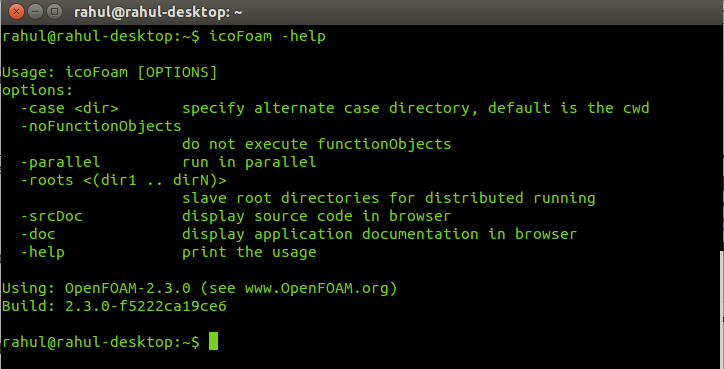 rahul@rahul-desktop: ~
rahul@rahul-desktop:~$ icoFoam -help
Usage: icoFoam [OPTIONS]
options:
-case <dir> specify alternate case directory, default is the cwd
-noFunctionObjects
do not execute functionObjects
-parallel run in parallel
-roots <(dir1 .. dirN)>
slave root directories for distributed running
-srcDoc display source code in browser
-doc display application documentation in browser
-help print the usage
Using: OpenFOAM-2.3.0 (see www.OpenFOAM.org)
Build: 2.3.0-f5222ca19ce6
rahul@rahul-desktop:~$